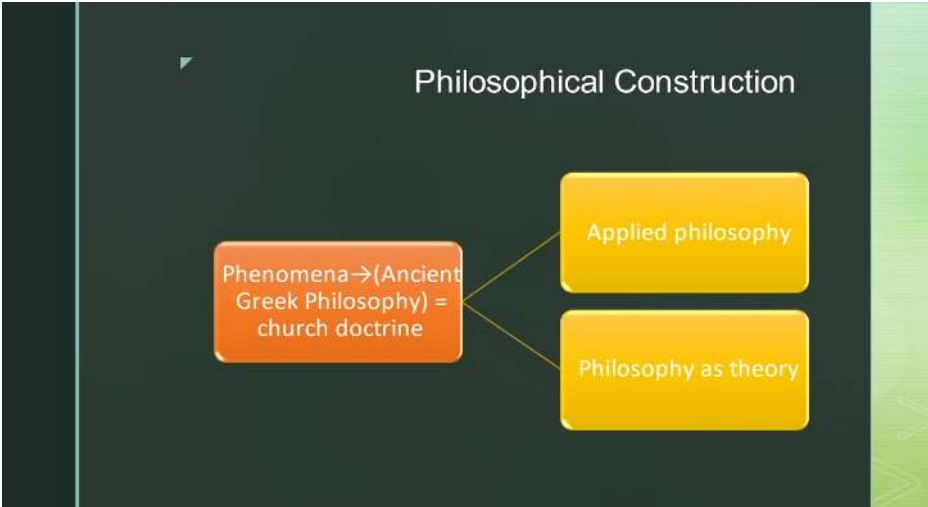 Philosophical Construction
Phenomena→(Ancient
Greek Philosophy) =
church doctrine
Applied philosophy
Philosophy as theory